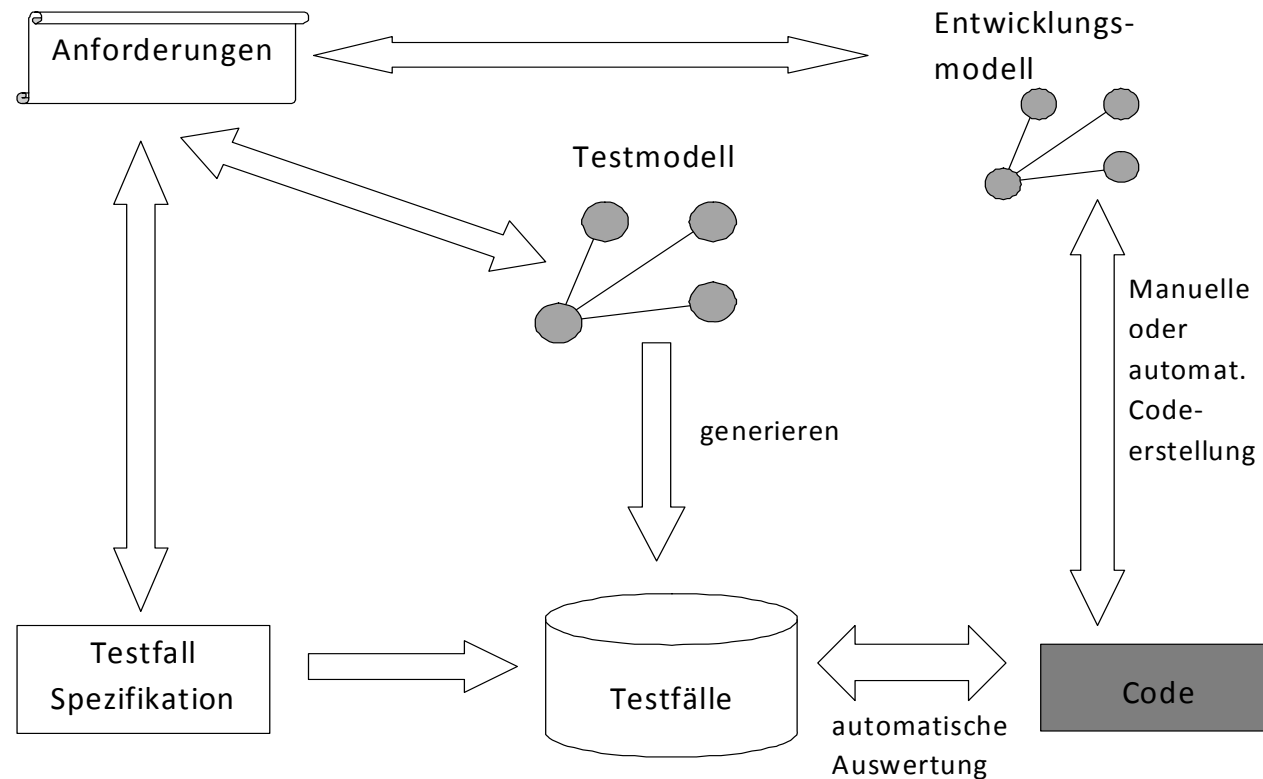 Anforderungen
Entwicklungs-
modell
Testmodell
Manuelle
oder
automat.
Code-
erstellung
generieren
Testfall
Spezifikation
Testfälle
automatische
Auswertung
Code